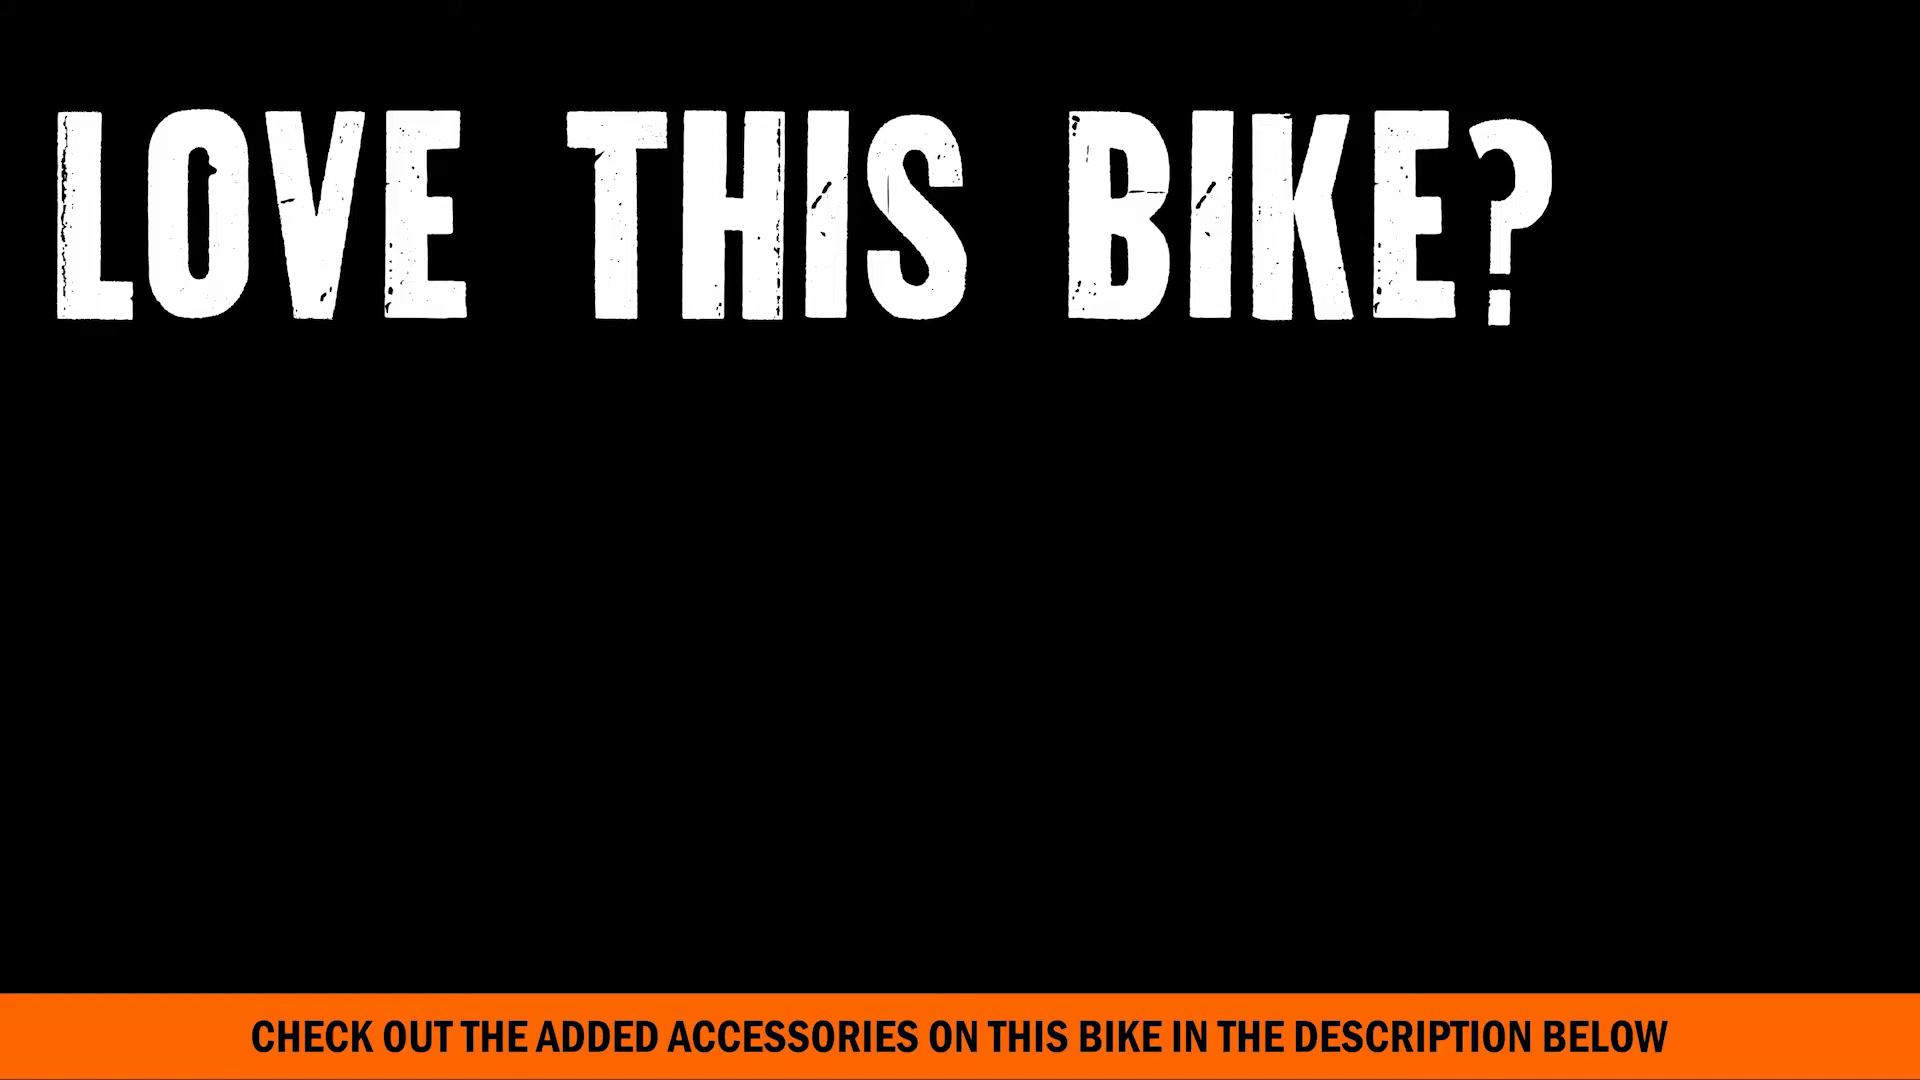 LOVE THIS BIKE?
CHECK OUT THE ADDED ACCESSORIES ON THIS BIKE IN THE DESCRIPTION BELOW